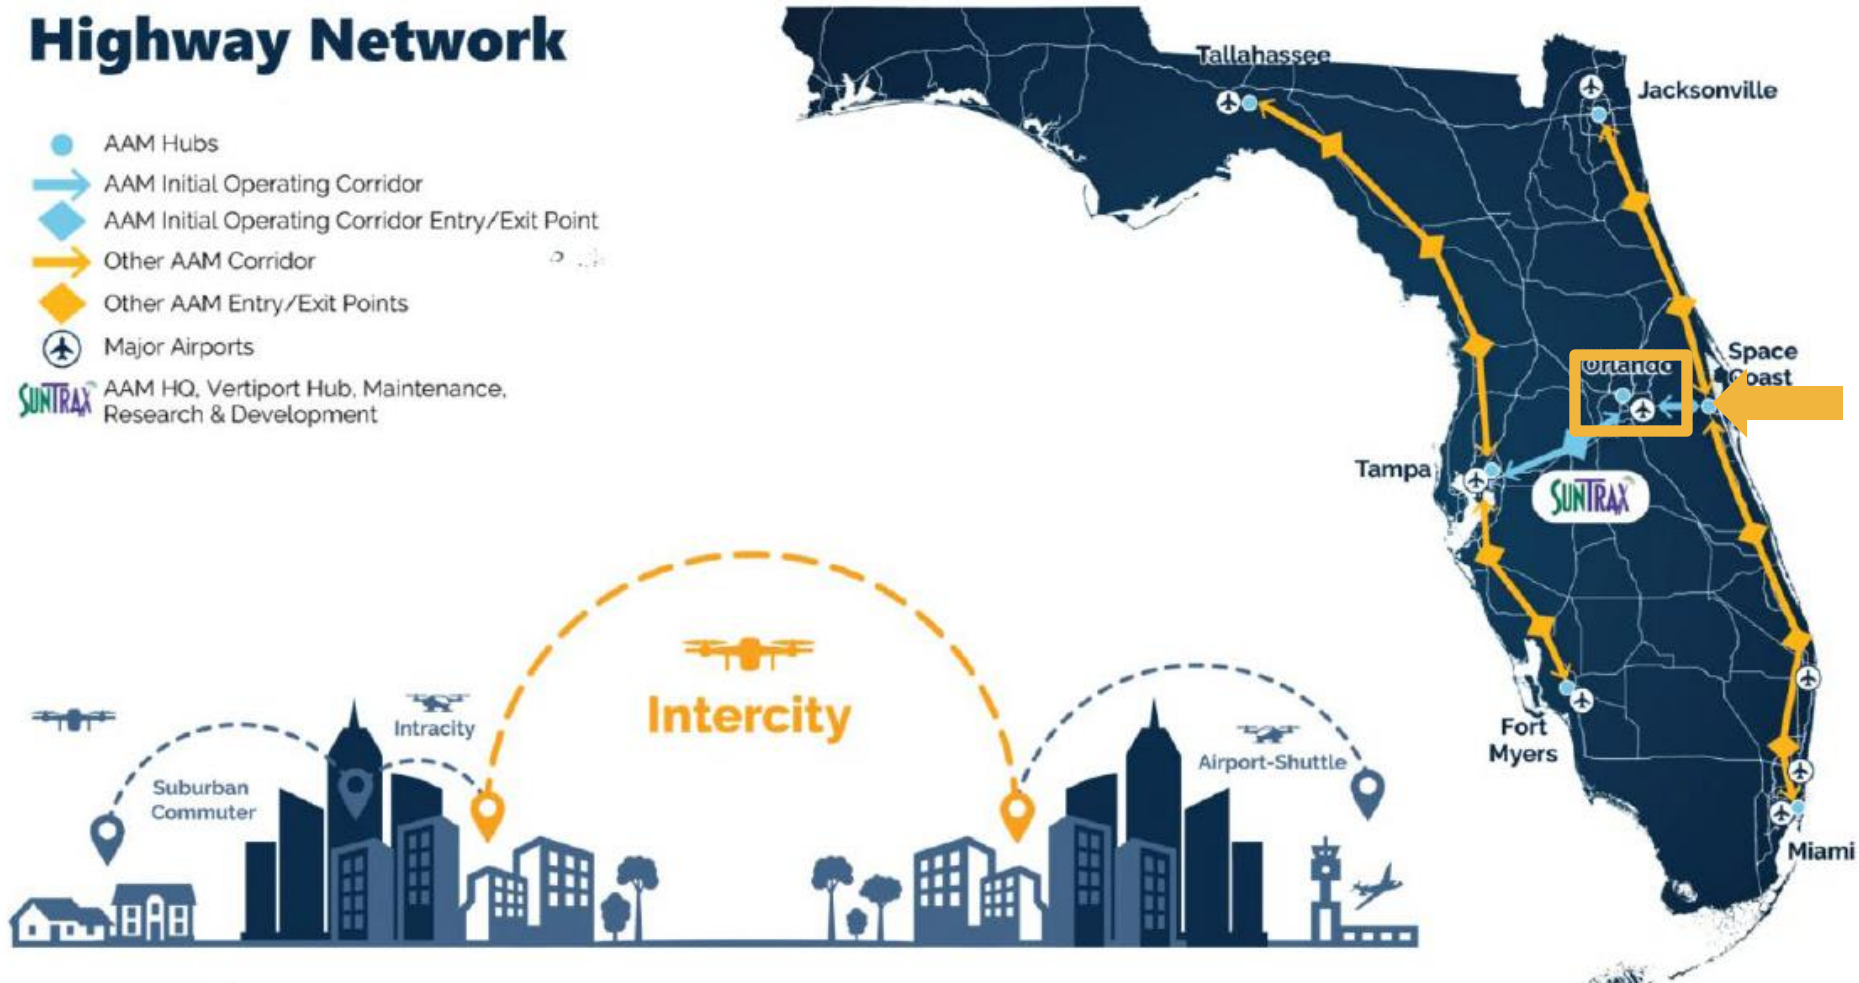 Highway Network
AAM Hubs
AAM Initial Operating Corridor
AAM Initial Operating Corridor Entry/Exit Point
Other AAM Corridor
Other AAM Entry/Exit Points
Major Airports
SUNTRAX
AAM HQ, Vertiport Hub, Maintenance,
Research & Development
Tallahassee
Jacksonville
Space
Coast
Orlando
Tampa
SUNTRAX
Fort
Myers
Miami
Suburban
Commuter
Intracity
Intercity
Airport-Shuttle